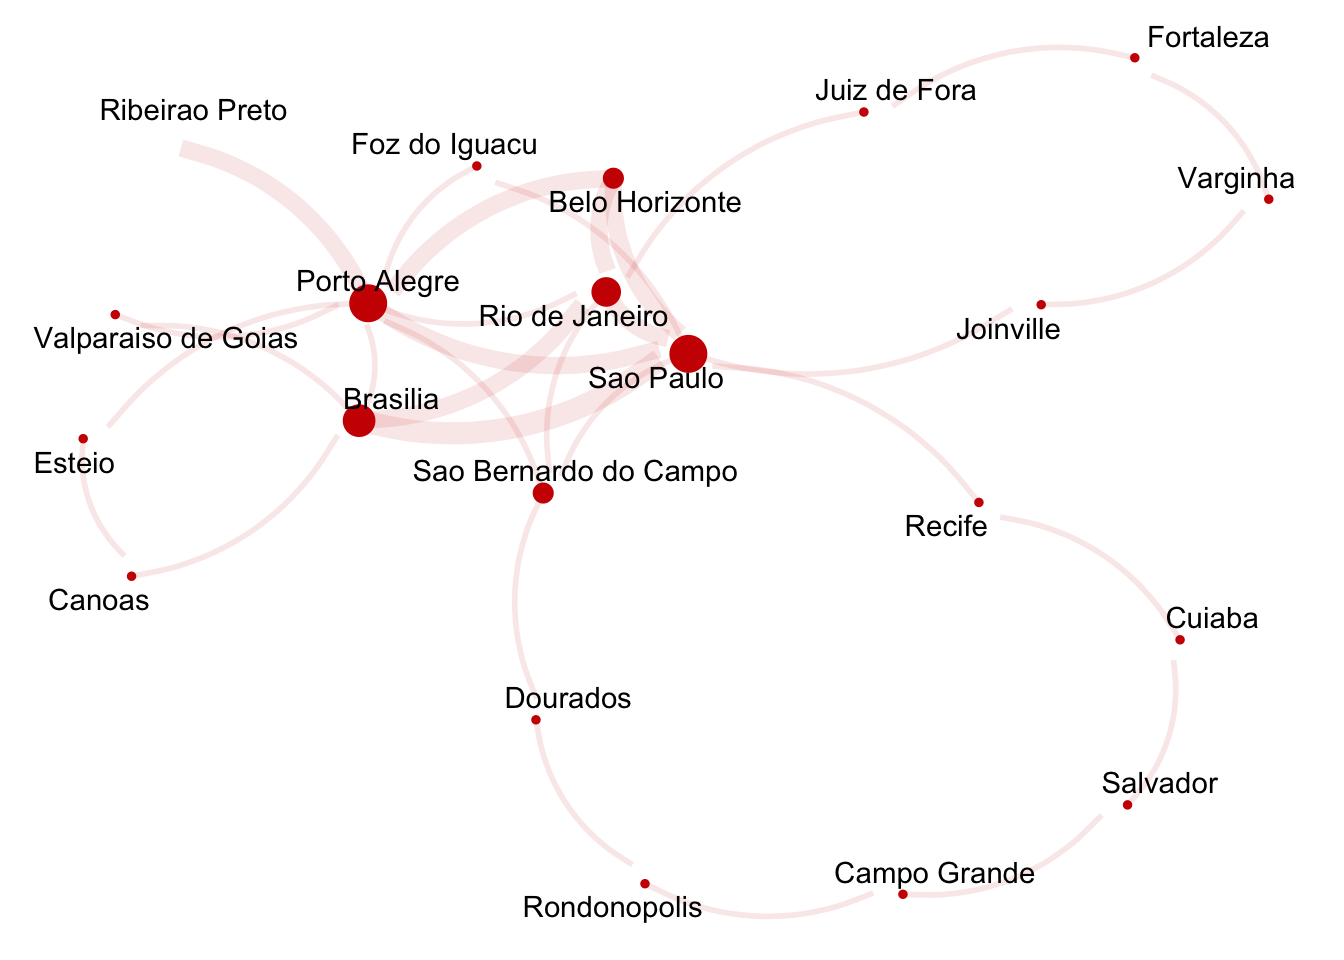 Fortaleza
Juiz de Fora
Ribeirao Preto
Foz do Iguacu
Varginha
Belo Horizonte
Porto Alegre
Rio de Janeiro
Joinville
Valparaiso de Goias
Sao Paulo
Brasilia
Esteio
Sao Bernardo do Campo
Recife
Canoas
Cuiaba
Dourados
Salvador
Campo Grande
Rondonopolis